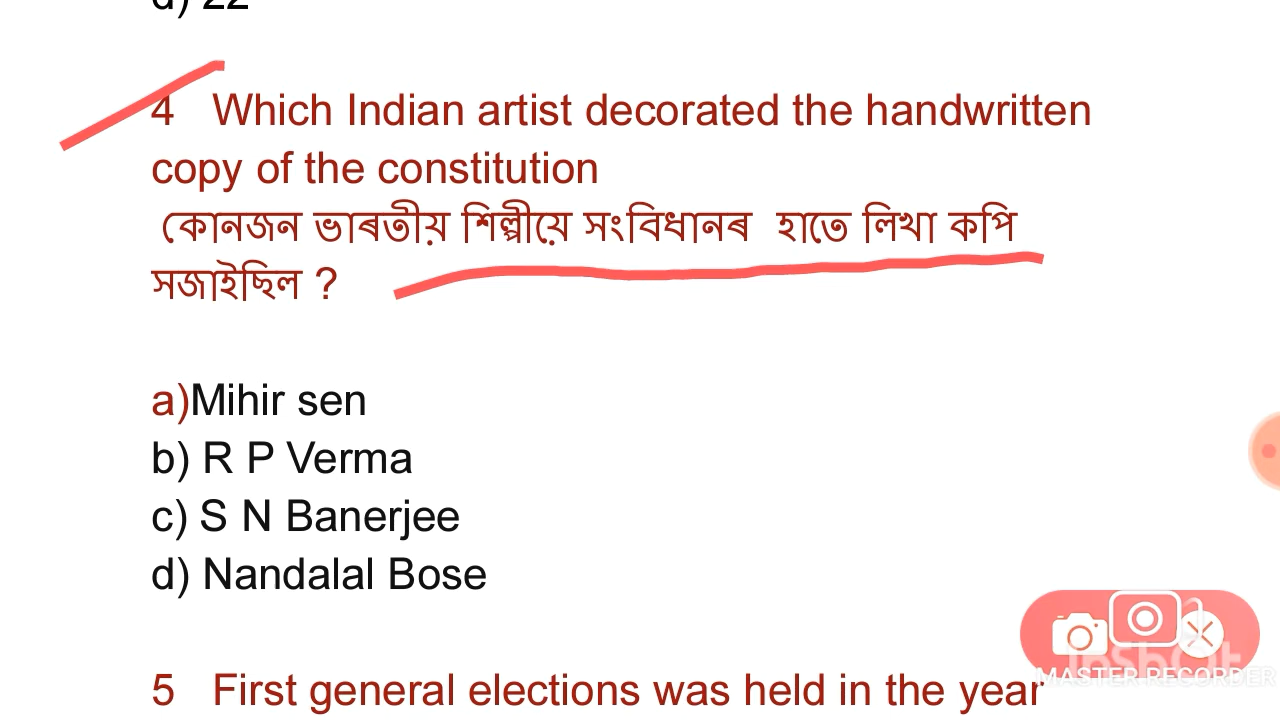 d) 22
4 Which Indian artist decorated the handwritten
copy of the constitution
কোনজন ভাৰতীয় শিল্পীয়ে সংবিধানৰ হাতে লিখা কপি
সজাইছিল ?
a)Mihir sen
b) R P Verma
c) S N Banerjee
d) Nandalal Bose
5 First general elections was held in the year
MASTER RECORDER